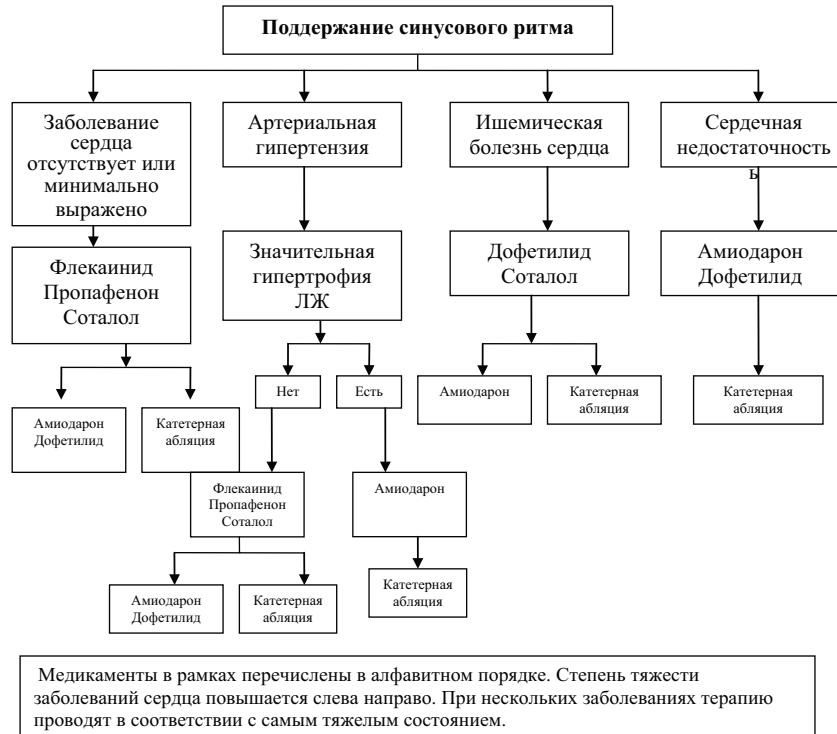 Поддержание синусового ритма
Заболевание
сердца
отсутствует или
минимально
выражено
Артериальная
гипертензия
Ишемическая
болезнь сердца
Сердечная
недостаточность
ь
Флекаинид
Пропафенон
Соталол
Значительная
гипертрофия
ЛЖ
Дофетилид
Соталол
Амиодарон
Дофетилид
Амиодарон
Дофетилид
Катетерная
абляция
Нет
Есть
Амиодарон
Катетерная
абляция
Катетерная
абляция
Флекаинид
Пропафенон
Соталол
Амиодарон
Амиодарон
Дофетилид
Катетерная
абляция
Катетерная
абляция
Медикаменты в рамках перечислены в алфавитном порядке. Степень тяжести
заболеваний сердца повышается слева направо. При нескольких заболеваниях терапию
проводят в соответствии с самым тяжелым состоянием.